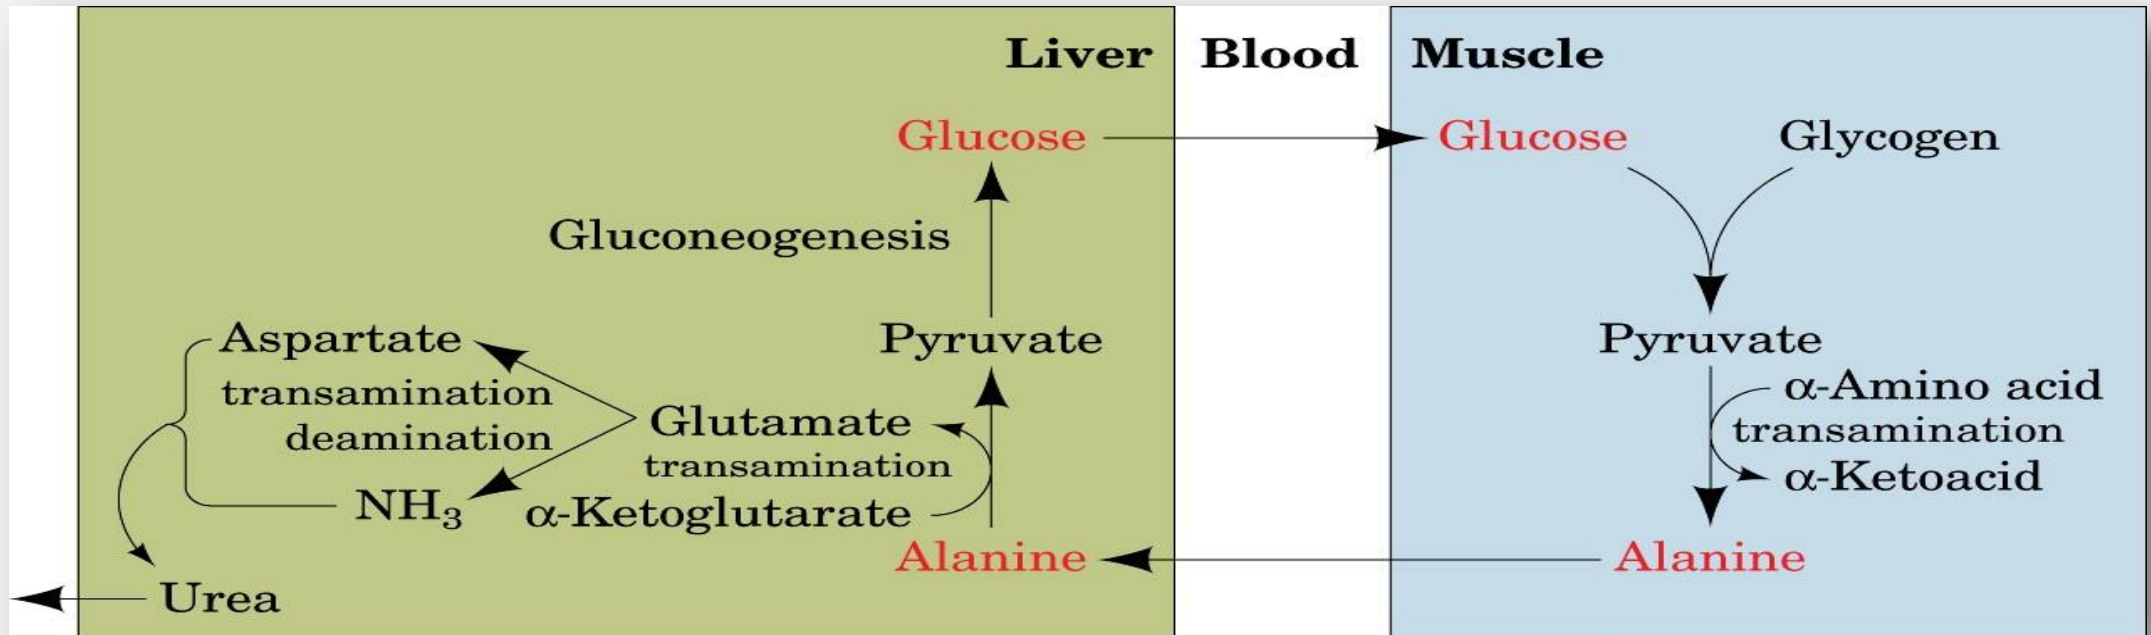 Liver
Blood
Muscle
Glucose
Glucose
Glycogen
Gluconeogenesis
Aspartate
Pyruvate
Pyruvate
transamination
deamination
Glutamate
transamination
α-Ketoglutarate
NH₃
α-Amino acid
transamination
α-Ketoacid
Alanine
Alanine
Urea